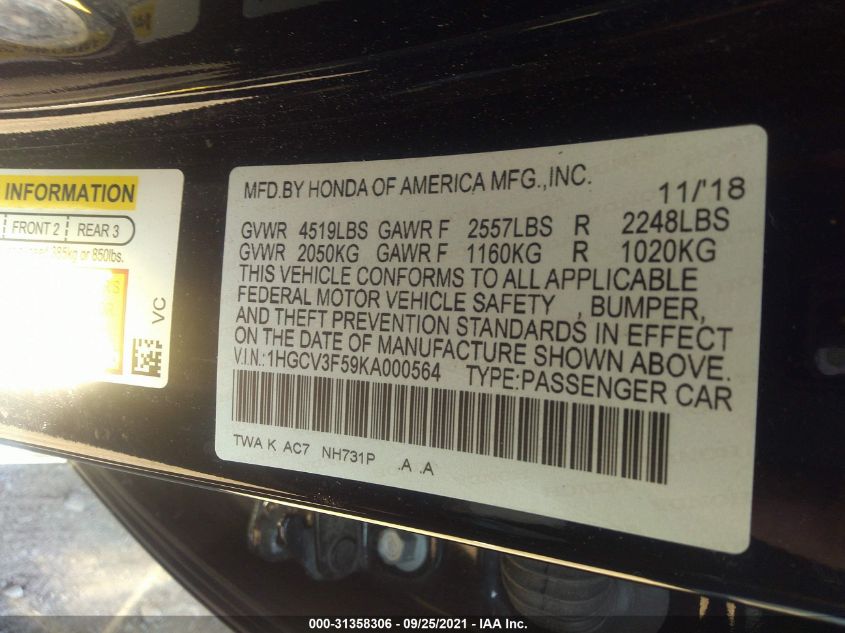 INFORMATION
FRONT 2 REAR 3
385kg or 850lbs.
VC
MFD.BY HONDA OF AMERICA MFG.,INC. 11/'18
GVWR 4519LBS GAWR F 2557LBS R 2248LBS
GVWR 2050KG GAWR F 1160KG R 1020KG
THIS VEHICLE CONFORMS TO ALL APPLICABLE
FEDERAL MOTOR VEHICLE SAFETY , BUMPER,
AND THEFT PREVENTION STANDARDS IN EFFECT
ON THE DATE OF MANUFACTURE SHOWN ABOVE.
V.I.N.:1HGCV3F59KA000564 TYPE:PASSENGER CAR
TWA K AC7 NH731P .A .A
000-31358306 - 09/25/2021 - IAA Inc.